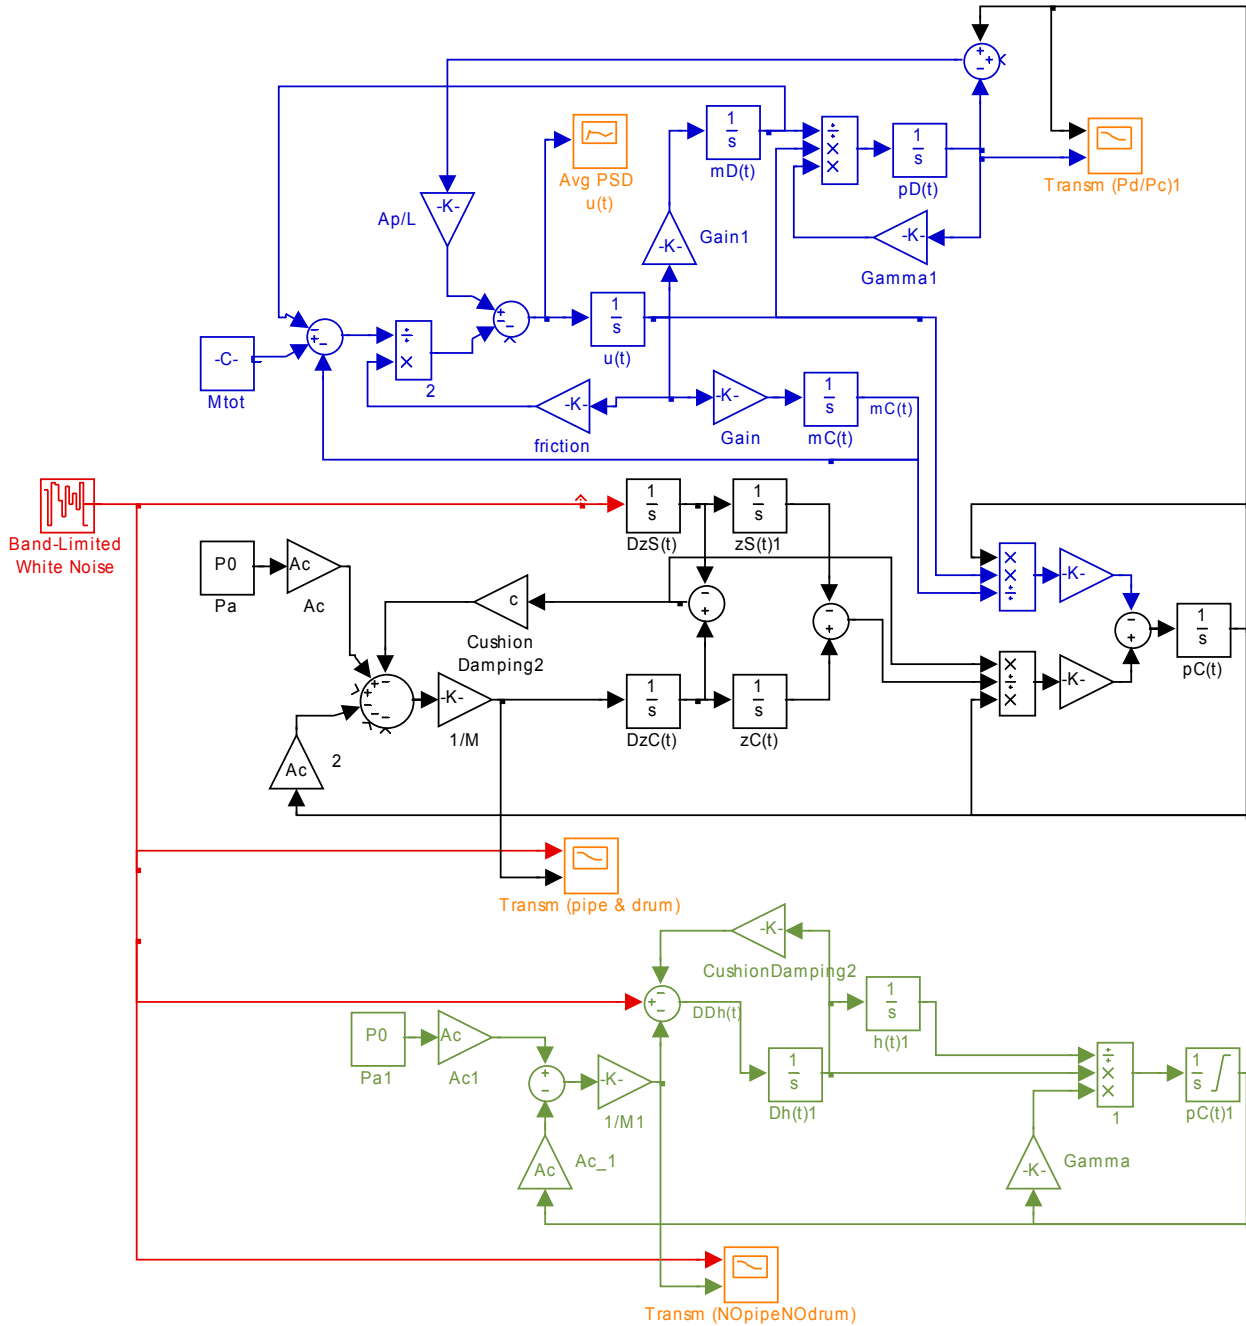 1
s
mD(t)
÷
×
×
1
s
pD(t)
Avg PSD
u(t)
Transm (Pd/Pc)1
-K-
Ap/L
-K-
Gain1
-K-
Gamma1
-C-
Mtot
÷
×
2
1
s
u(t)
-K-
friction
-K-
Gain
1
s
mC(t)
mC(t)
Band-Limited
White Noise
1
s
DzS(t)
1
s
zS(t)1
P0
Pa
Ac
Ac
c
Cushion
Damping2
×
×
÷
-K-
1
s
pC(t)
-K-
1/M
1
s
DzC(t)
1
s
zC(t)
×
÷
×
-K-
Ac
2
Transm (pipe & drum)
-K-
CushionDamping2
DDh(t)
1
s
h(t)1
P0
Pa1
Ac
Ac1
-K-
1/M1
1
s
Dh(t)1
÷
×
×
1
1
s
pC(t)1
Ac
Ac_1
-K-
Gamma
Transm (NOpipeNOdrum)